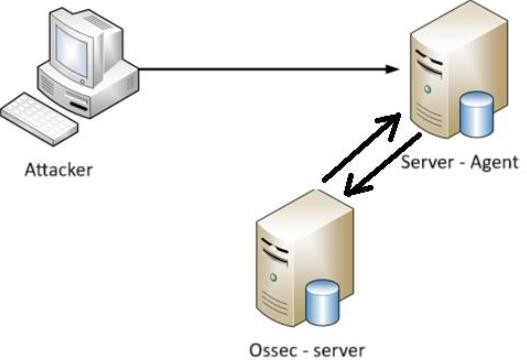 Attacker
Server - Agent
Ossec - server